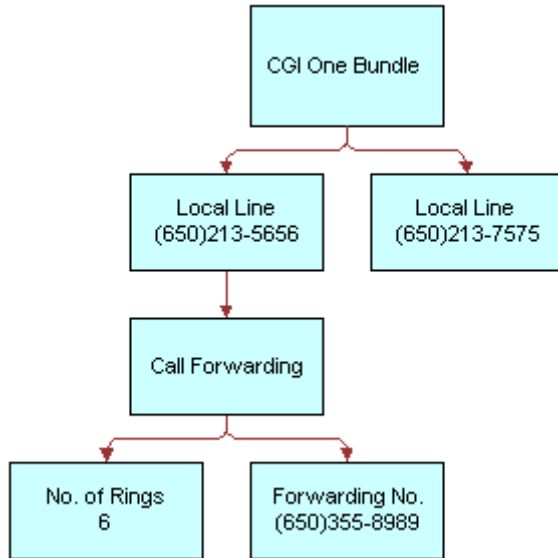 CGI One Bundle
Local Line
(650)213-5656
Local Line
(650)213-7575
Call Forwarding
No. of Rings
6
Forwarding No.
(650)355-8989